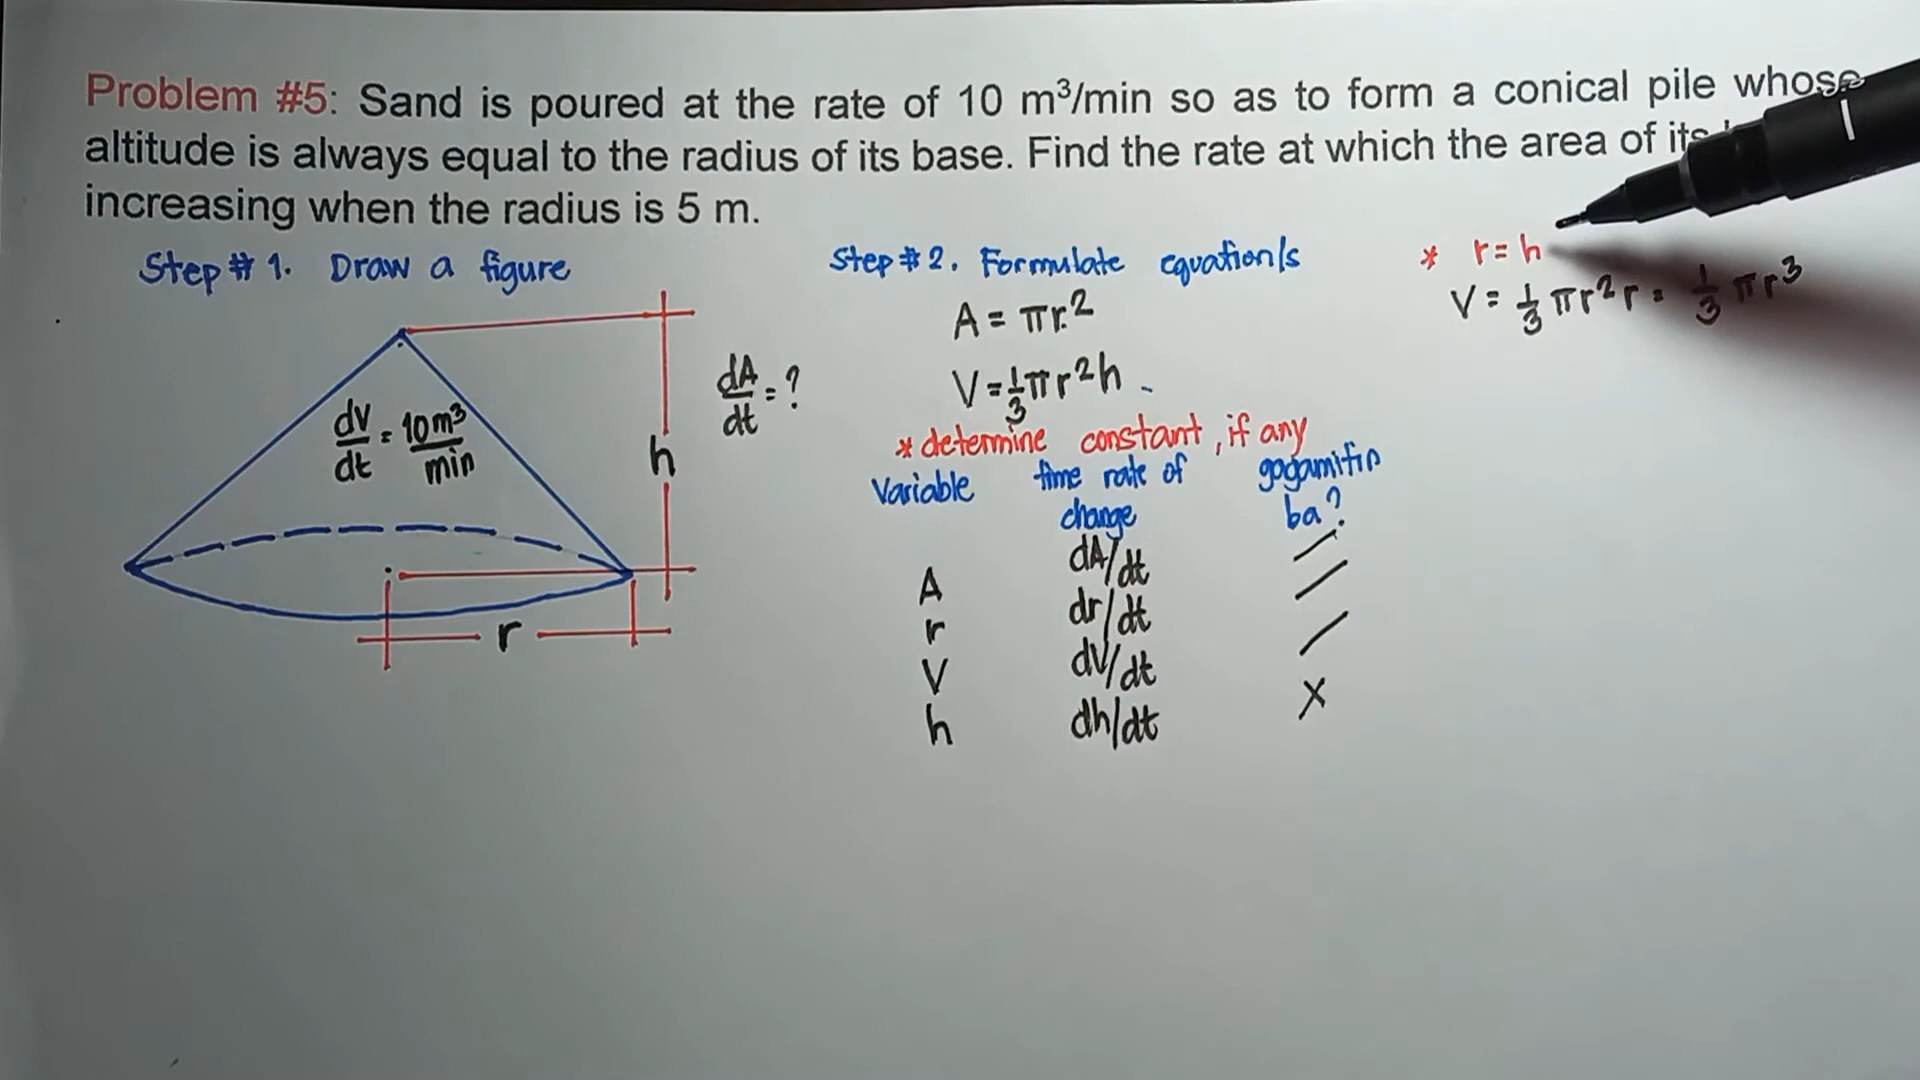 Problem #5: Sand is poured at the rate of 10 m³/min so as to form a conical pile whose
altitude is always equal to the radius of its base. Find the rate at which the area of its
increasing when the radius is 5 m.
Step # 1. Draw a figure
dV/dt = 10 m³/min
h
r
dA/dt = ?
Step # 2. Formulate equation/s
A = πr²
V = 1/3 πr²h
* determine constant, if any
Variable time rate of change gagamitin ba?
A dA/dt /
r dr/dt /
V dV/dt /
h dh/dt X
* r = h
V = 1/3 πr²r = 1/3 πr³